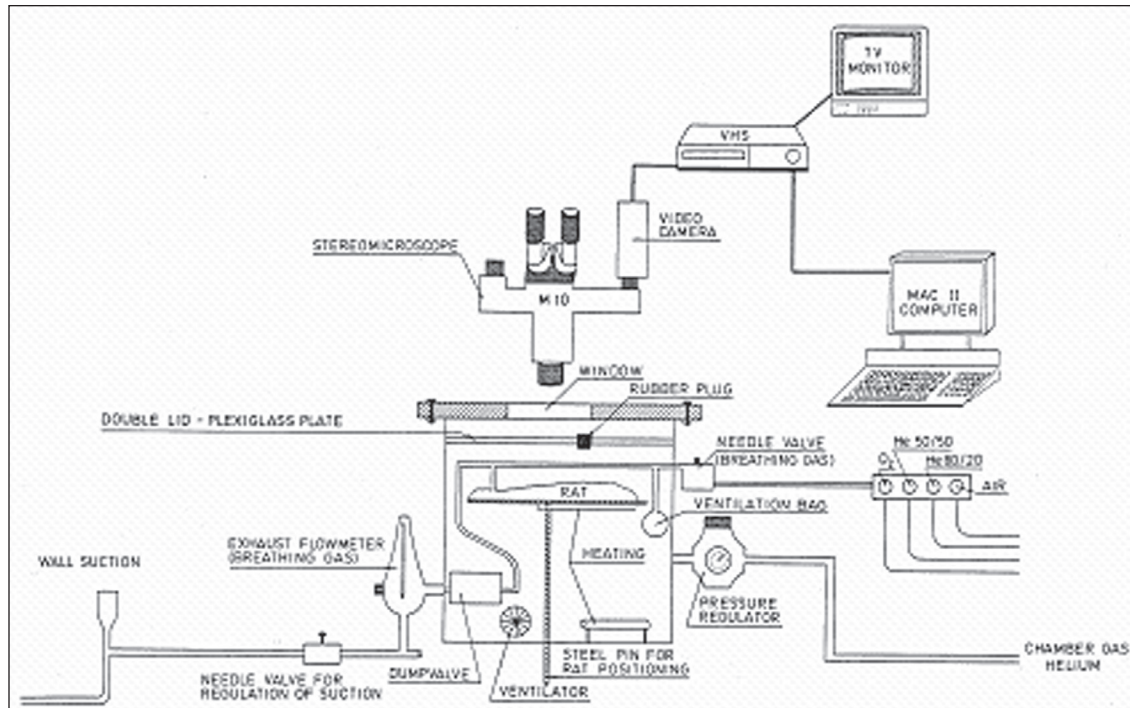 TV
MONITOR
VHS
VIDEO
CAMERA
STEREOMICROSCOPE
M10
MAC II
COMPUTER
WINDOW
RUBBER PLUG
DOUBLE LID - PLEXIGLASS PLATE
NEEDLE VALVE
(BREATHING GAS)
He 50/50
O2
He 80/20
AIR
RAT
VENTILATION BAG
EXHAUST FLOWMETER
(BREATHING GAS)
HEATING
WALL SUCTION
PRESSURE
REGULATOR
STEEL PIN FOR
RAT POSITIONING
CHAMBER GAS
HELIUM
DUMPVALVE
NEEDLE VALVE FOR
REGULATION OF SUCTION
VENTILATOR